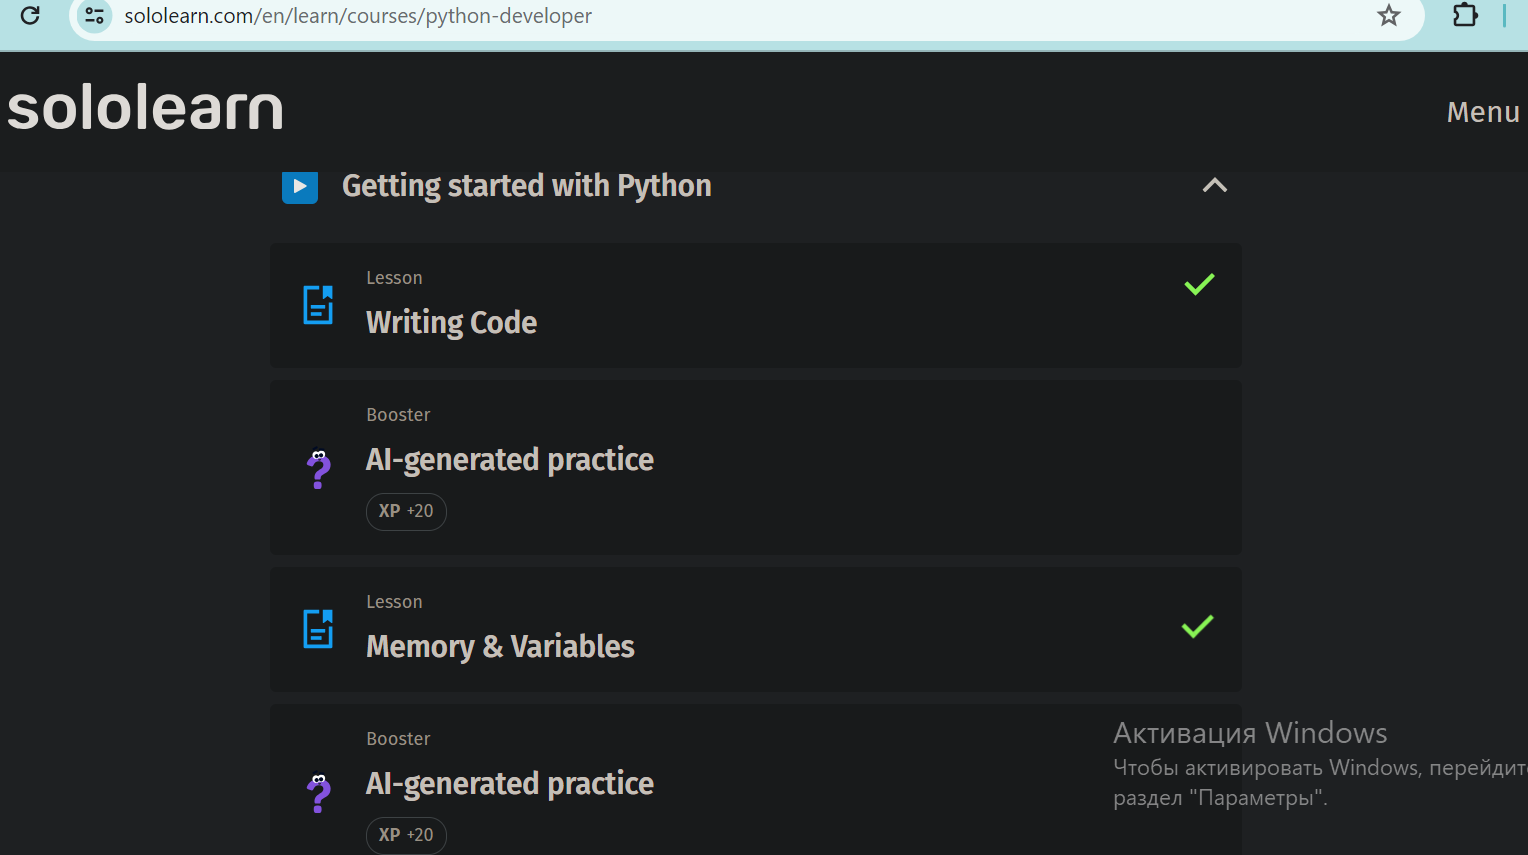 sololearn.com/en/learn/courses/python-developer
sololearn
Menu
Getting started with Python
Lesson
Writing Code
Booster
AI-generated practice
XP +20
Lesson
Memory & Variables
Booster
AI-generated practice
XP +20
Активация Windows
Чтобы активировать Windows, перейдите
раздел "Параметры".